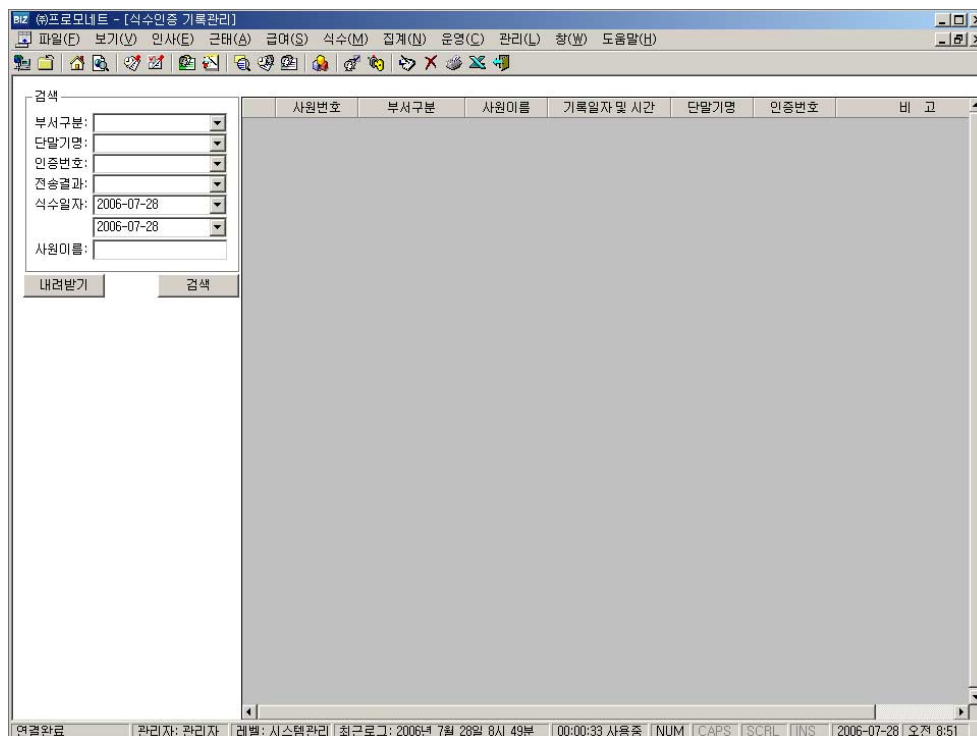 BIZ ㈜프로모네트 - [식수인증 기록관리]
파일(F) 보기(V) 인사(E) 근태(A) 급여(S) 식수(M) 집계(N) 운영(C) 관리(L) 창(W) 도움말(H)
검색
부서구분:
단말기명:
인증번호:
전송결과:
식수일자: 2006-07-28
2006-07-28
사원이름:
내려받기 검색
사원번호 부서구분 사원이름 기록일자 및 시간 단말기명 인증번호 비 고
연결완료 관리자: 관리자 레벨: 시스템관리 최근로그: 2006년 7월 28일 8시 49분 00:00:33 사용중 NUM CAPS SCRL INS 2006-07-28 오전 8:51